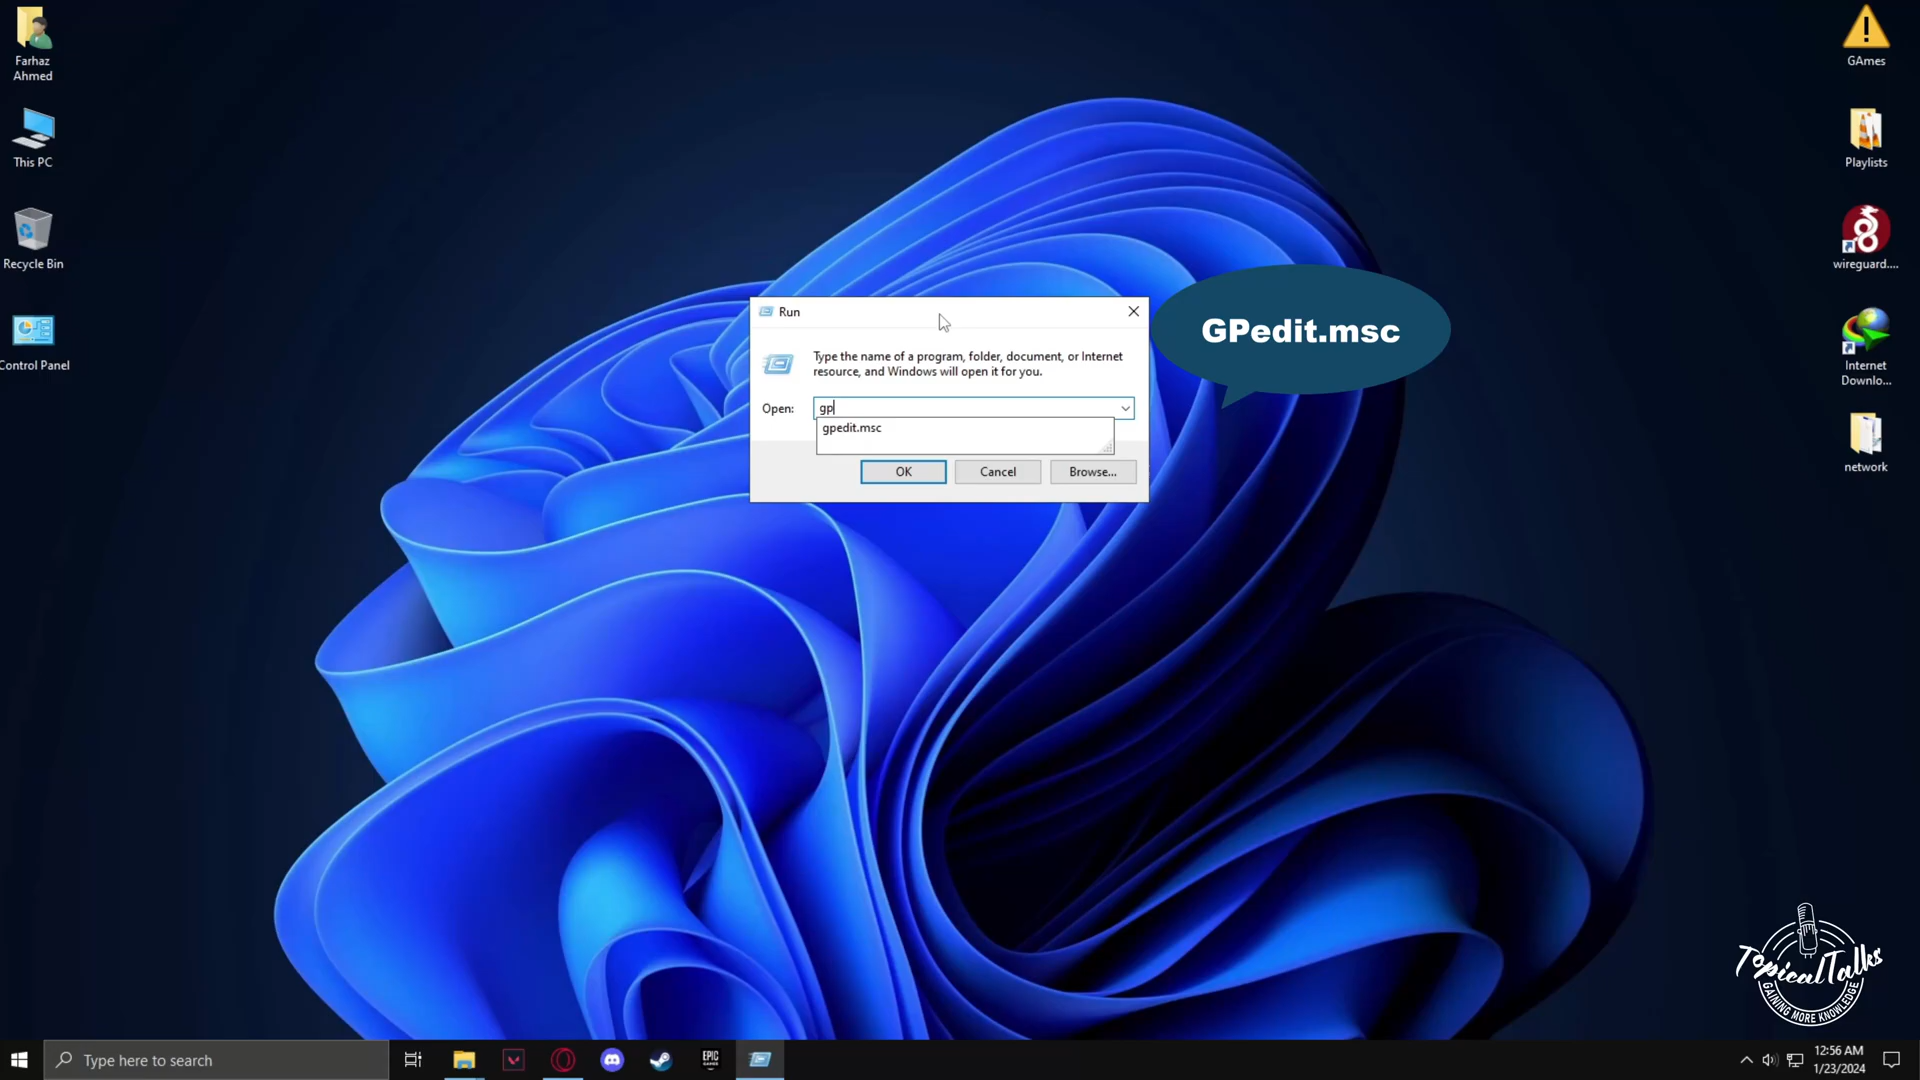 Farhaz
Ahmed
This PC
Recycle Bin
Control Panel
GAmes
Playlists
wireguard....
Internet
Downlo...
network
Run
Type the name of a program, folder, document, or Internet
resource, and Windows will open it for you.
Open:
gp
gpedit.msc
OK
Cancel
Browse...
GPedit.msc
TopicalTalks
GAINING MORE KNOWLEDGE
Type here to search
EPIC
GAMES
12:56 AM
1/23/2024